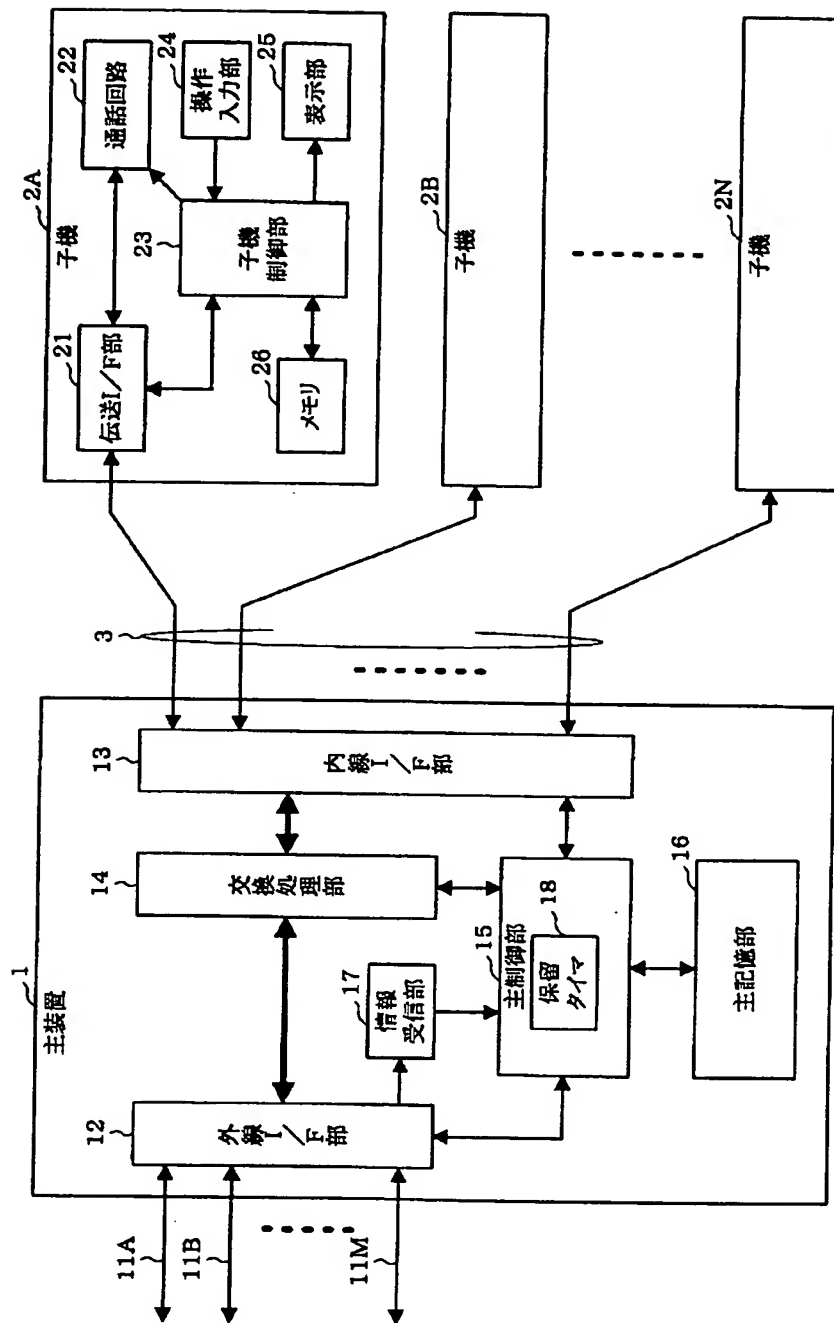 1
主装置
11A
11B
11M
12
外線I/F部
14
交換処理部
13
内線I/F部
17
情報
受信部
15
主制御部
18
保留
タイマ
16
主記憶部
3
2A
子機
21
伝送I/F部
22
通話回路
23
子機
制御部
24
操作
入力部
25
表示部
26
メモリ
2B
子機
2N
子機